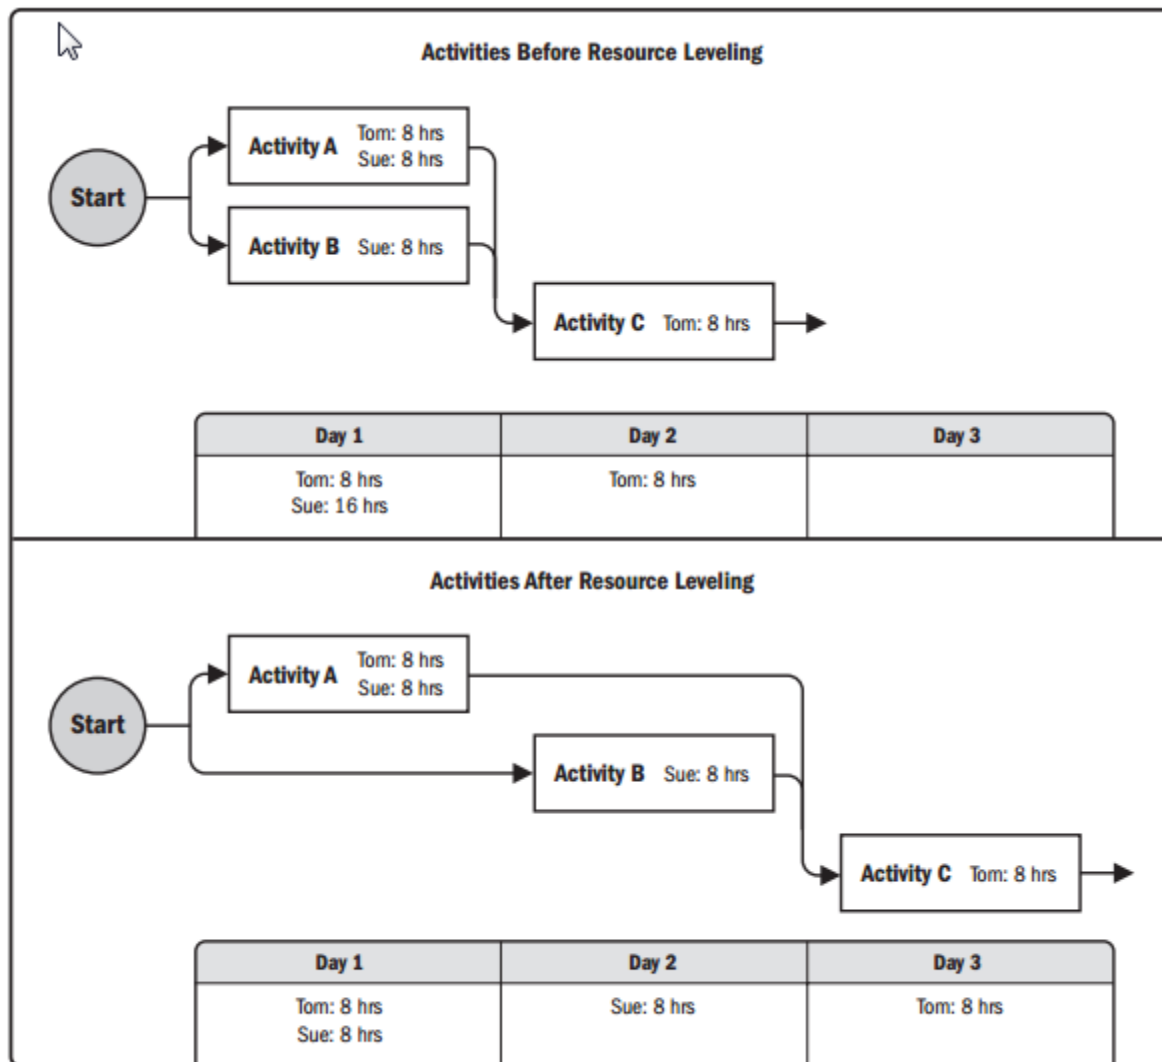 Activities Before Resource Leveling
Start
Activity A
Tom: 8 hrs
Sue: 8 hrs
Activity B Sue: 8 hrs
Activity C Tom: 8 hrs
Day 1 Day 2 Day 3
Tom: 8 hrs Tom: 8 hrs
Sue: 16 hrs
Activities After Resource Leveling
Start
Activity A
Tom: 8 hrs
Sue: 8 hrs
Activity B Sue: 8 hrs
Activity C Tom: 8 hrs
Day 1 Day 2 Day 3
Tom: 8 hrs Sue: 8 hrs Tom: 8 hrs
Sue: 8 hrs